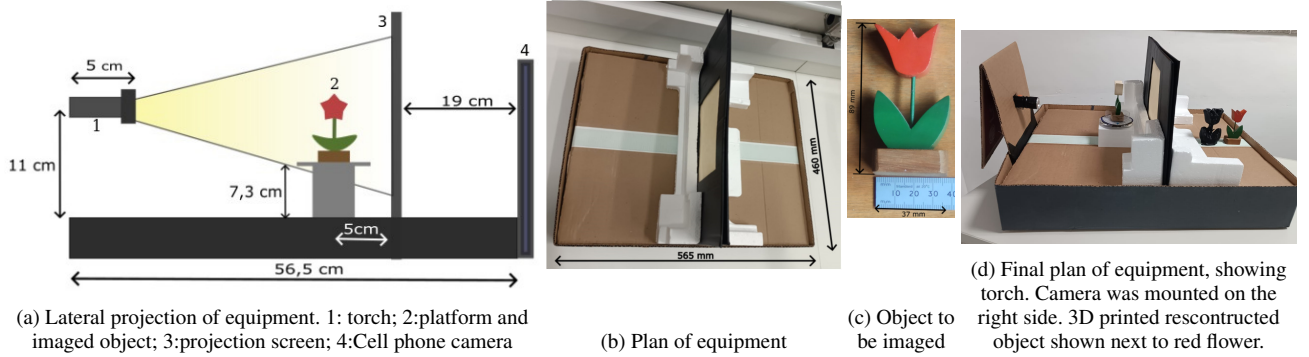 3
4
5 cm
2
1
19 cm
11 cm
7,3 cm
5cm
56,5 cm
460 mm
565 mm
89 mm
10 20 30 40
37 mm
(a) Lateral projection of equipment. 1: torch; 2:platform and
imaged object; 3:projection screen; 4:Cell phone camera
(b) Plan of equipment
(c) Object to
be imaged
(d) Final plan of equipment, showing
torch. Camera was mounted on the
right side. 3D printed rescontructed
object shown next to red flower.